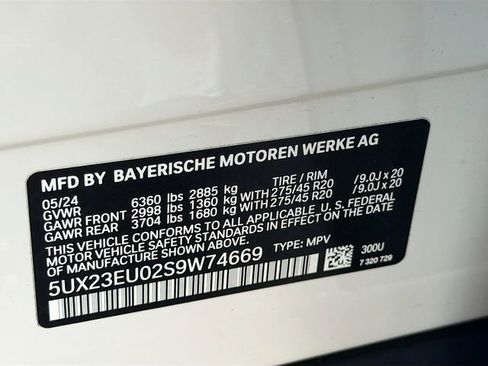 MFD BY BAYERISCHE MOTOREN WERKE AG
05/24 TIRE / RIM
GVWR 6360 lbs 2885 kg
GAWR FRONT 2998 lbs 1360 kg WITH 275/45 R20 /9.0J x 20
GAWR REAR 3704 lbs 1680 kg WITH 275/45 R20 /9.0J x 20
THIS VEHICLE CONFORMS TO ALL APPLICABLE U.S. FEDERAL
MOTOR VEHICLE SAFETY STANDARDS IN EFFECT ON THE
DATE OF MANUFACTURE SHOWN ABOVE.
5UX23EU02S9W74669 TYPE: MPV
300U
7 320 729